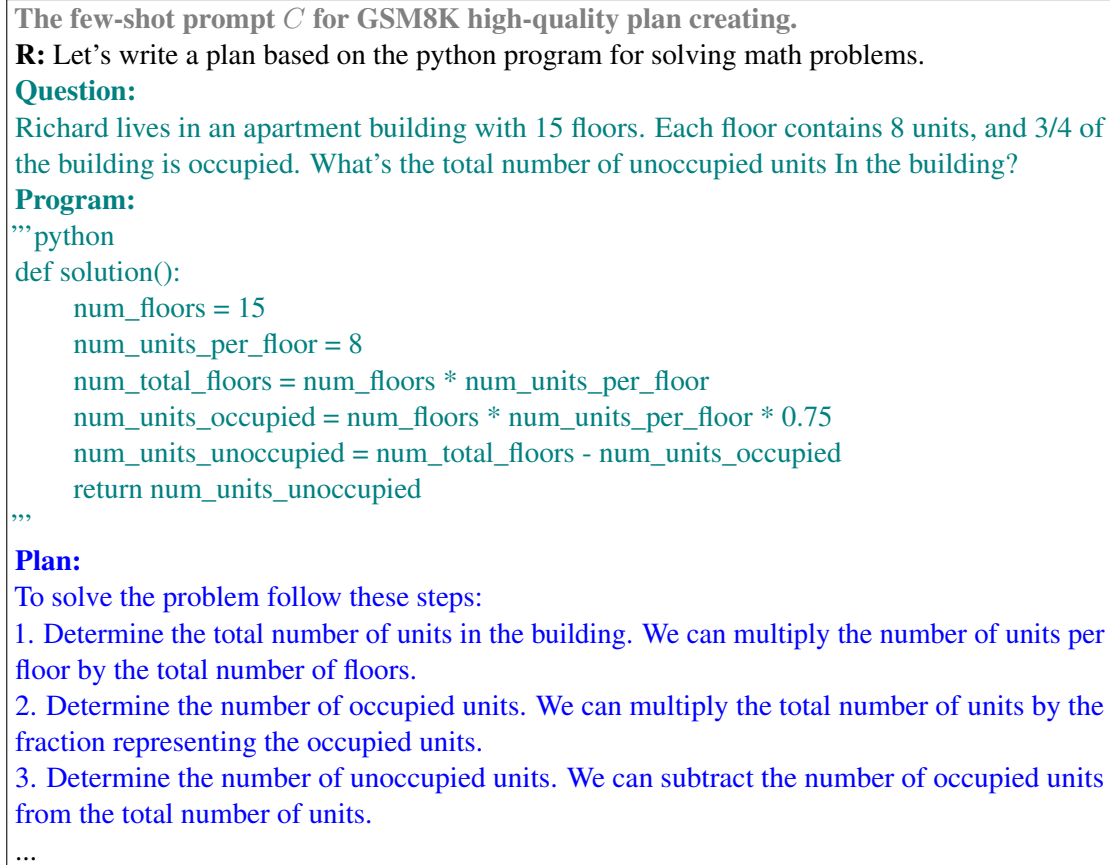 The few-shot prompt C for GSM8K high-quality plan creating.
R: Let's write a plan based on the python program for solving math problems.
Question:
Richard lives in an apartment building with 15 floors. Each floor contains 8 units, and 3/4 of
the building is occupied. What's the total number of unoccupied units In the building?
Program:
”’python
def solution():
num_floors = 15
num_units_per_floor = 8
num_total_floors = num_floors * num_units_per_floor
num_units_occupied = num_floors * num_units_per_floor * 0.75
num_units_unoccupied = num_total_floors - num_units_occupied
return num_units_unoccupied
”’
Plan:
To solve the problem follow these steps:
1. Determine the total number of units in the building. We can multiply the number of units per
floor by the total number of floors.
2. Determine the number of occupied units. We can multiply the total number of units by the
fraction representing the occupied units.
3. Determine the number of unoccupied units. We can subtract the number of occupied units
from the total number of units.
...